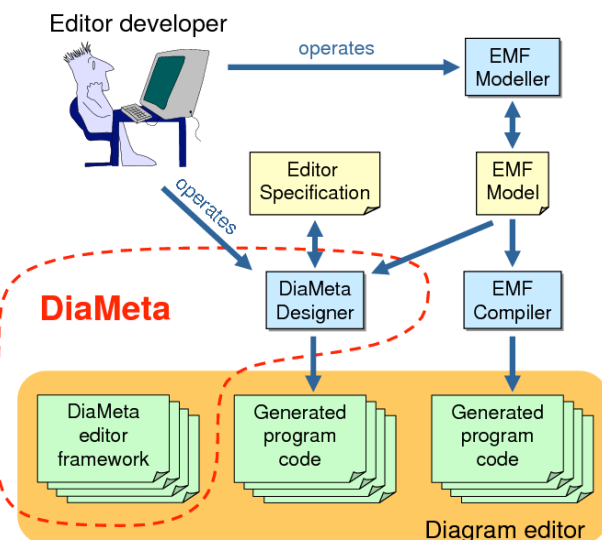 Editor developer
operates
EMF
Modeller
operates
Editor
Specification
EMF
Model
DiaMeta
DiaMeta
Designer
EMF
Compiler
DiaMeta
editor
framework
Generated
program
code
Generated
program
code
Diagram editor